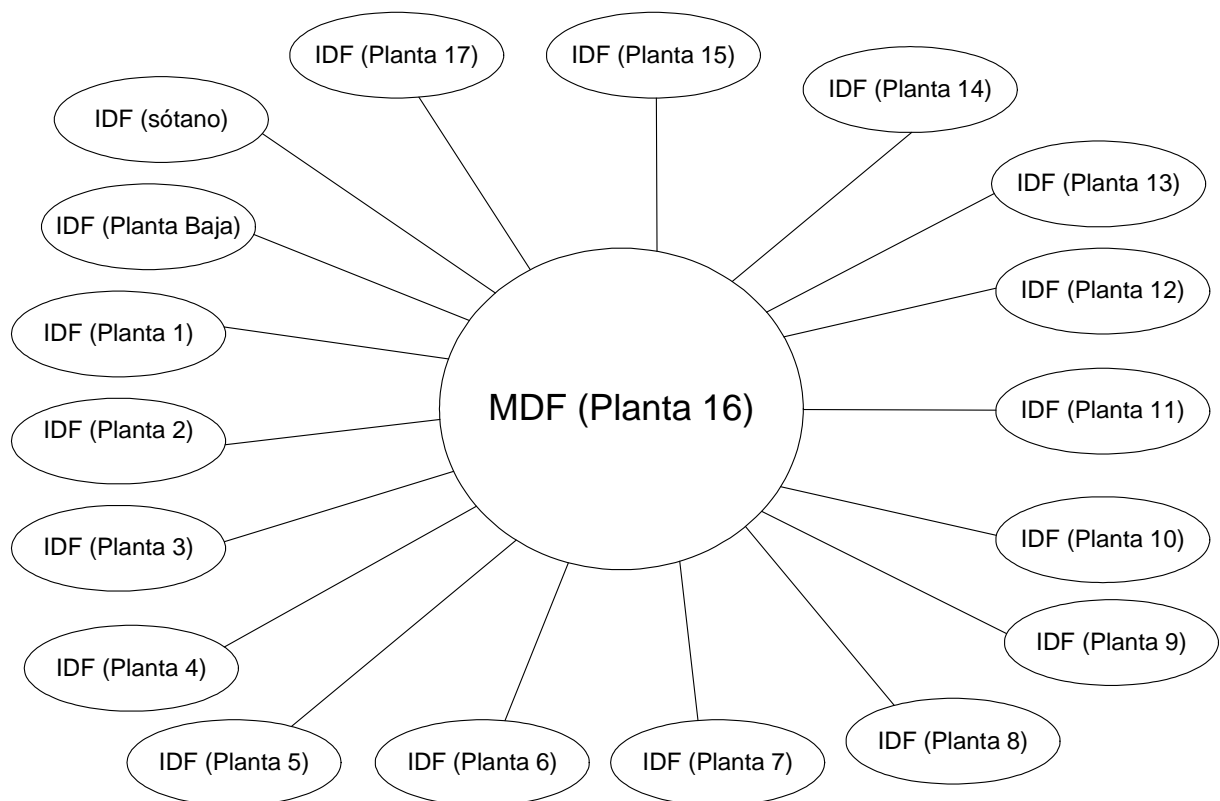 IDF (Planta 17)
IDF (Planta 15)
IDF (Planta 14)
IDF (sótano)
IDF (Planta 13)
IDF (Planta Baja)
IDF (Planta 12)
IDF (Planta 1)
MDF (Planta 16)
IDF (Planta 11)
IDF (Planta 2)
IDF (Planta 3)
IDF (Planta 10)
IDF (Planta 9)
IDF (Planta 4)
IDF (Planta 8)
IDF (Planta 5)
IDF (Planta 6)
IDF (Planta 7)